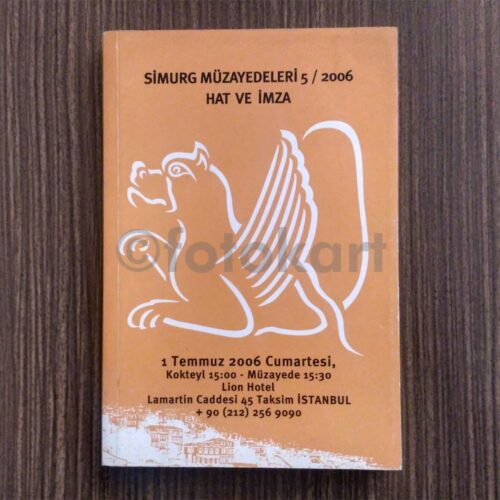 SİMURG MÜZAYEDELERİ 5 / 2006
HAT VE İMZA
©fotokart
1 Temmuz 2006 Cumartesi,
Kokteyl 15:00 - Müzayede 15:30
Lion Hotel
Lamartin Caddesi 45 Taksim İSTANBUL
+ 90 (212) 256 9090